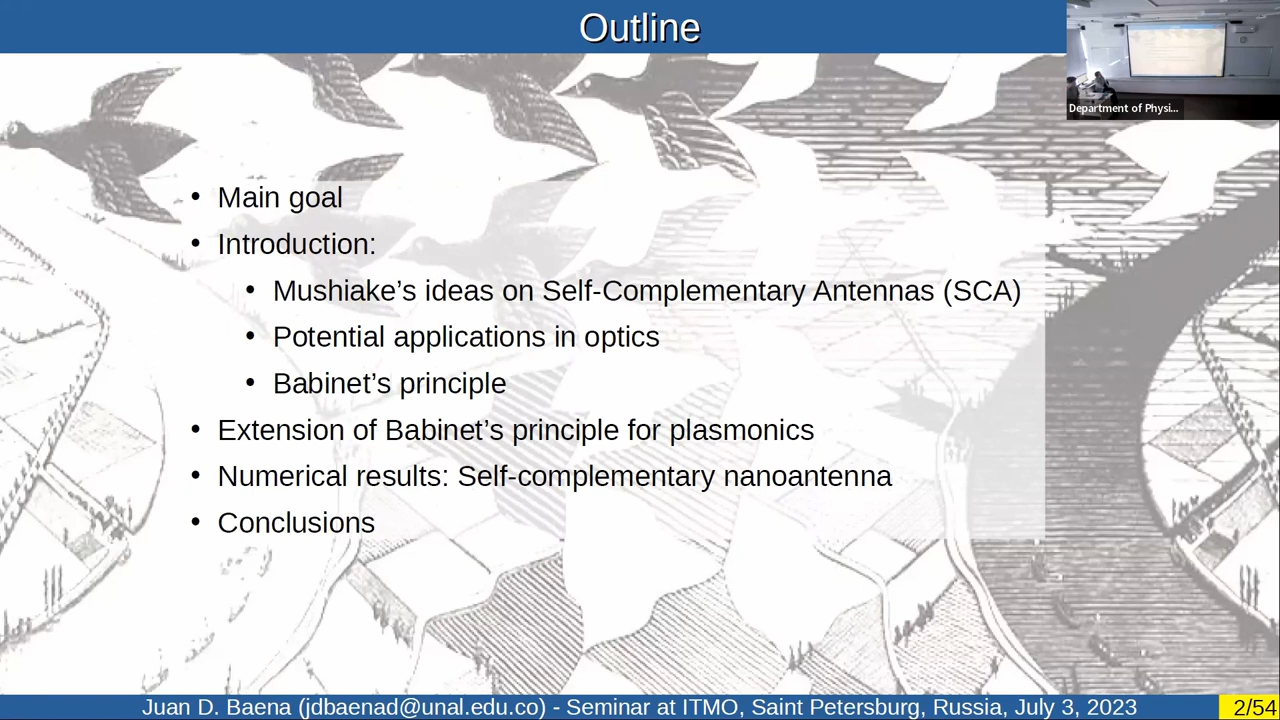 Outline
Department of Physi...
• Main goal
• Introduction:
• Mushiake’s ideas on Self-Complementary Antennas (SCA)
• Potential applications in optics
• Babinet’s principle
• Extension of Babinet’s principle for plasmonics
• Numerical results: Self-complementary nanoantenna
• Conclusions
Juan D. Baena (jdbaenad@unal.edu.co) - Seminar at ITMO, Saint Petersburg, Russia, July 3, 2023
2/54